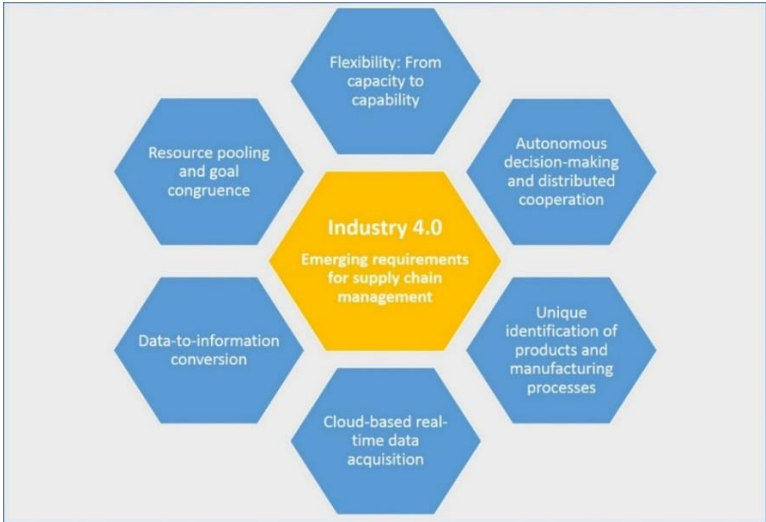 Flexibility: From
capacity to
capability
Autonomous
decision-making
and distributed
cooperation
Resource pooling
and goal
congruence
Industry 4.0
Emerging requirements
for supply chain
management
Unique
identification of
products and
manufacturing
processes
Data-to-information
conversion
Cloud-based real-
time data
acquisition